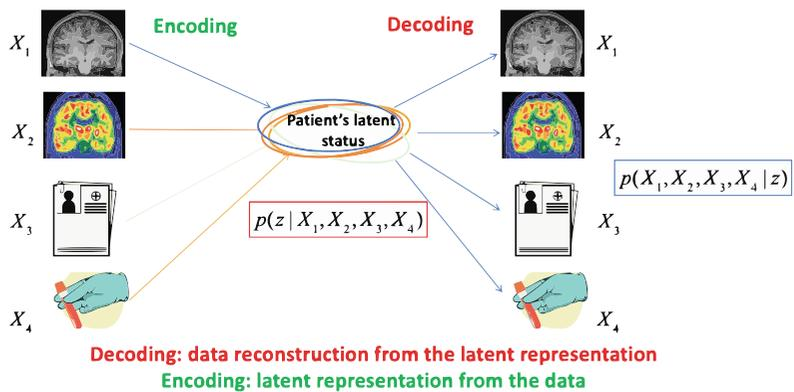 Encoding
Decoding
X1
X1
X2
Patient's latent
status
X2
p(X1, X2, X3, X4 | z)
X3
p(z | X1, X2, X3, X4)
X3
X4
X4
Decoding: data reconstruction from the latent representation
Encoding: latent representation from the data